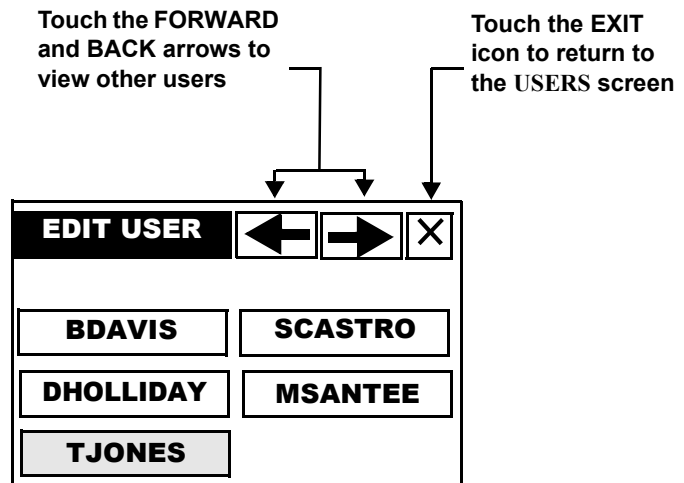 Touch the FORWARD
and BACK arrows to
view other users
Touch the EXIT
icon to return to
the USERS screen
EDIT USER
BDAVIS
SCASTRO
DHOLLIDAY
MSANTEE
TJONES